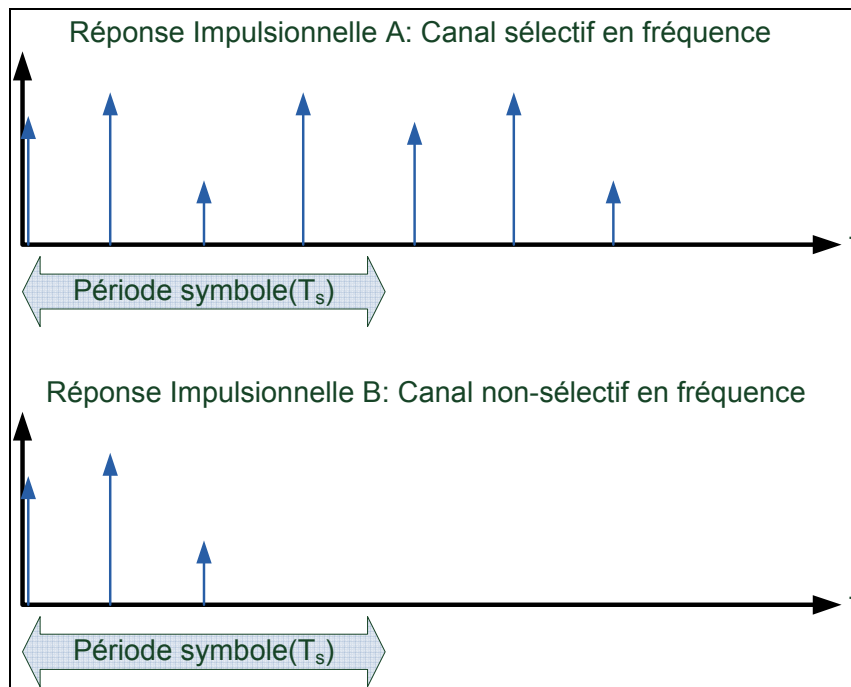 Réponse Impulsionnelle A: Canal sélectif en fréquence
Période symbole(Tₛ)
Réponse Impulsionnelle B: Canal non-sélectif en fréquence
Période symbole(Tₛ)